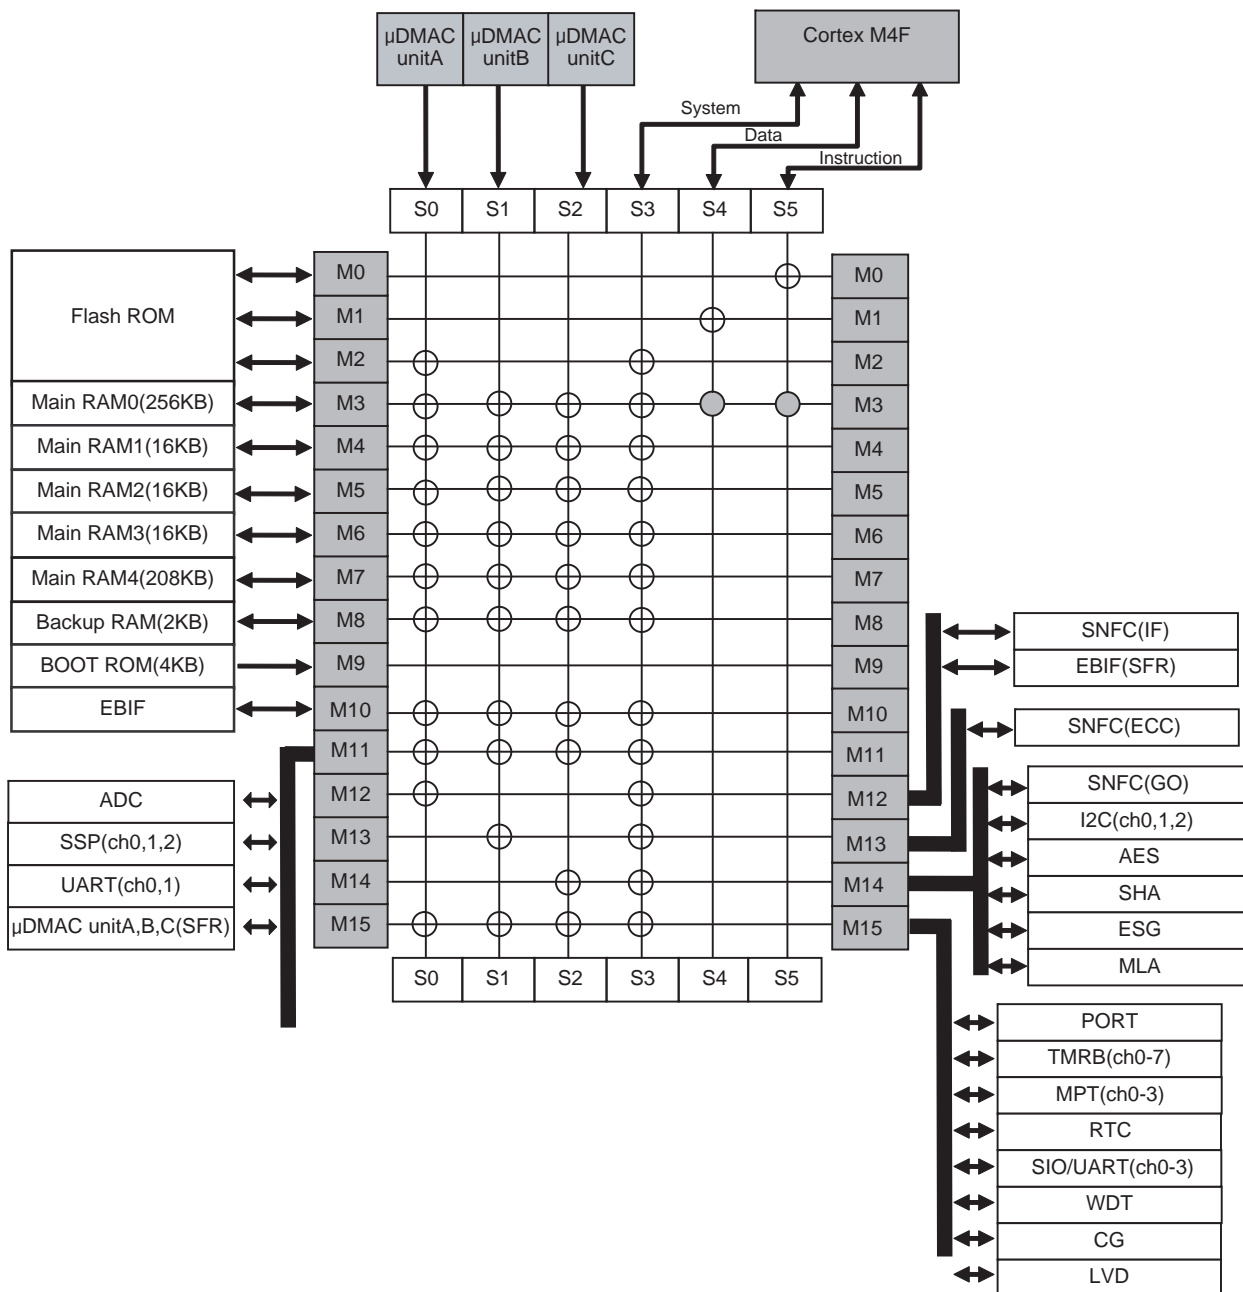 µDMAC
unitA
µDMAC
unitB
µDMAC
unitC
Cortex M4F
System
Data
Instruction
S0
S1
S2
S3
S4
S5
Flash ROM
M0
M0
M1
M1
M2
M2
Main RAM0(256KB)
M3
M3
Main RAM1(16KB)
M4
M4
Main RAM2(16KB)
M5
M5
Main RAM3(16KB)
M6
M6
Main RAM4(208KB)
M7
M7
Backup RAM(2KB)
M8
M8
BOOT ROM(4KB)
M9
M9
EBIF
M10
M10
M11
M11
M12
M12
M13
M13
M14
M14
M15
M15
ADC
SSP(ch0,1,2)
UART(ch0,1)
µDMAC unitA,B,C(SFR)
S0
S1
S2
S3
S4
S5
SNFC(IF)
EBIF(SFR)
SNFC(ECC)
SNFC(GO)
I2C(ch0,1,2)
AES
SHA
ESG
MLA
PORT
TMRB(ch0-7)
MPT(ch0-3)
RTC
SIO/UART(ch0-3)
WDT
CG
LVD